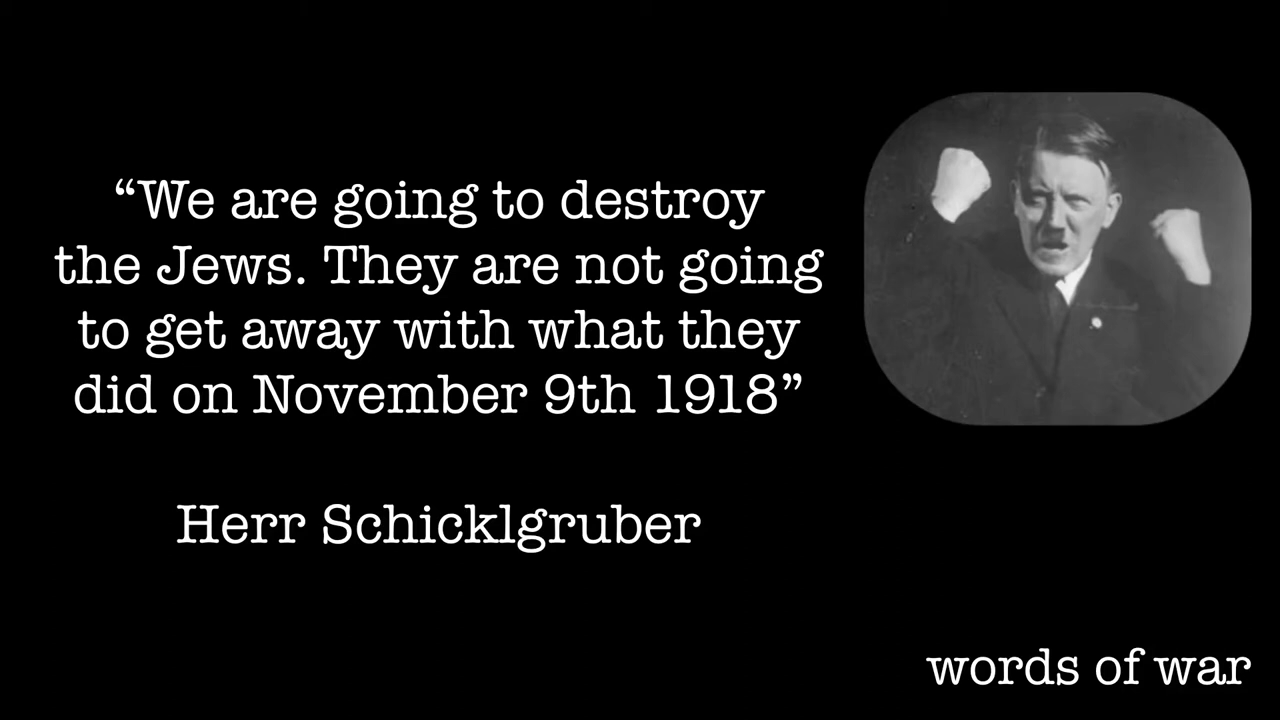 “We are going to destroy
the Jews. They are not going
to get away with what they
did on November 9th 1918”
Herr Schicklgruber
words of war